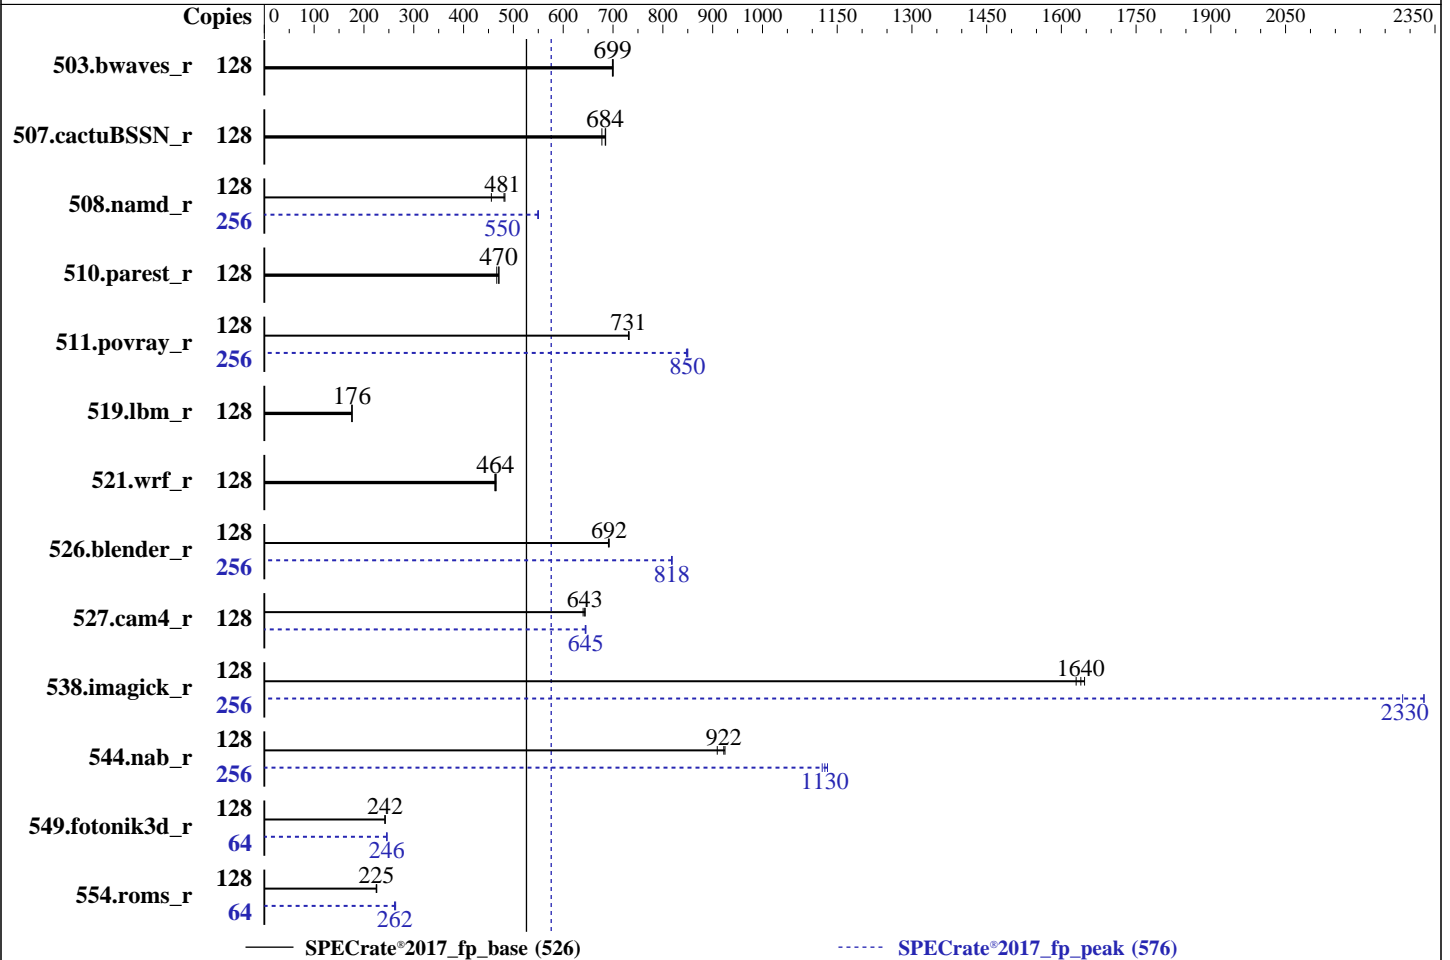 Copies 0 100 200 300 400 500 600 700 800 900 1000 1150 1300 1450 1600 1750 1900 2050 2350
699
503.bwaves_r 128
684
507.cactuBSSN_r 128
128 481
508.namd_r
256 550
470
510.parest_r 128
128 731
511.povray_r
256 850
176
519.lbm_r 128
464
521.wrf_r 128
128 692
526.blender_r
256 818
643
527.cam4_r 128
645
128 1640
538.imagick_r
256 2330
128 922
544.nab_r
256 1130
128 242
549.fotonik3d_r
64 246
128 225
554.roms_r
64 262
SPECrate®2017_fp_base (526) SPECrate®2017_fp_peak (576)